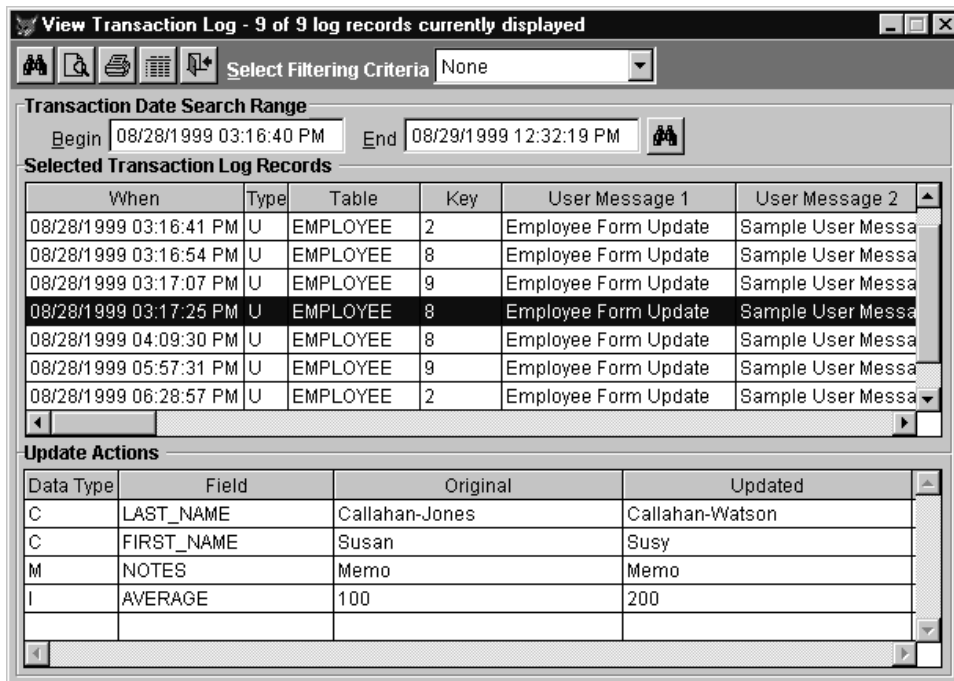 View Transaction Log - 9 of 9 log records currently displayed
Select Filtering Criteria None
Transaction Date Search Range
Begin 08/28/1999 03:16:40 PM End 08/29/1999 12:32:19 PM
Selected Transaction Log Records
When Type Table Key User Message 1 User Message 2
08/28/1999 03:16:41 PM U EMPLOYEE 2 Employee Form Update Sample User Messa
08/28/1999 03:16:54 PM U EMPLOYEE 8 Employee Form Update Sample User Messa
08/28/1999 03:17:07 PM U EMPLOYEE 9 Employee Form Update Sample User Messa
08/28/1999 03:17:25 PM U EMPLOYEE 8 Employee Form Update Sample User Messa
08/28/1999 04:09:30 PM U EMPLOYEE 8 Employee Form Update Sample User Messa
08/28/1999 05:57:31 PM U EMPLOYEE 9 Employee Form Update Sample User Messa
08/28/1999 06:28:57 PM U EMPLOYEE 2 Employee Form Update Sample User Messa
Update Actions
Data Type Field Original Updated
C LAST_NAME Callahan-Jones Callahan-Watson
C FIRST_NAME Susan Susy
M NOTES Memo Memo
I AVERAGE 100 200